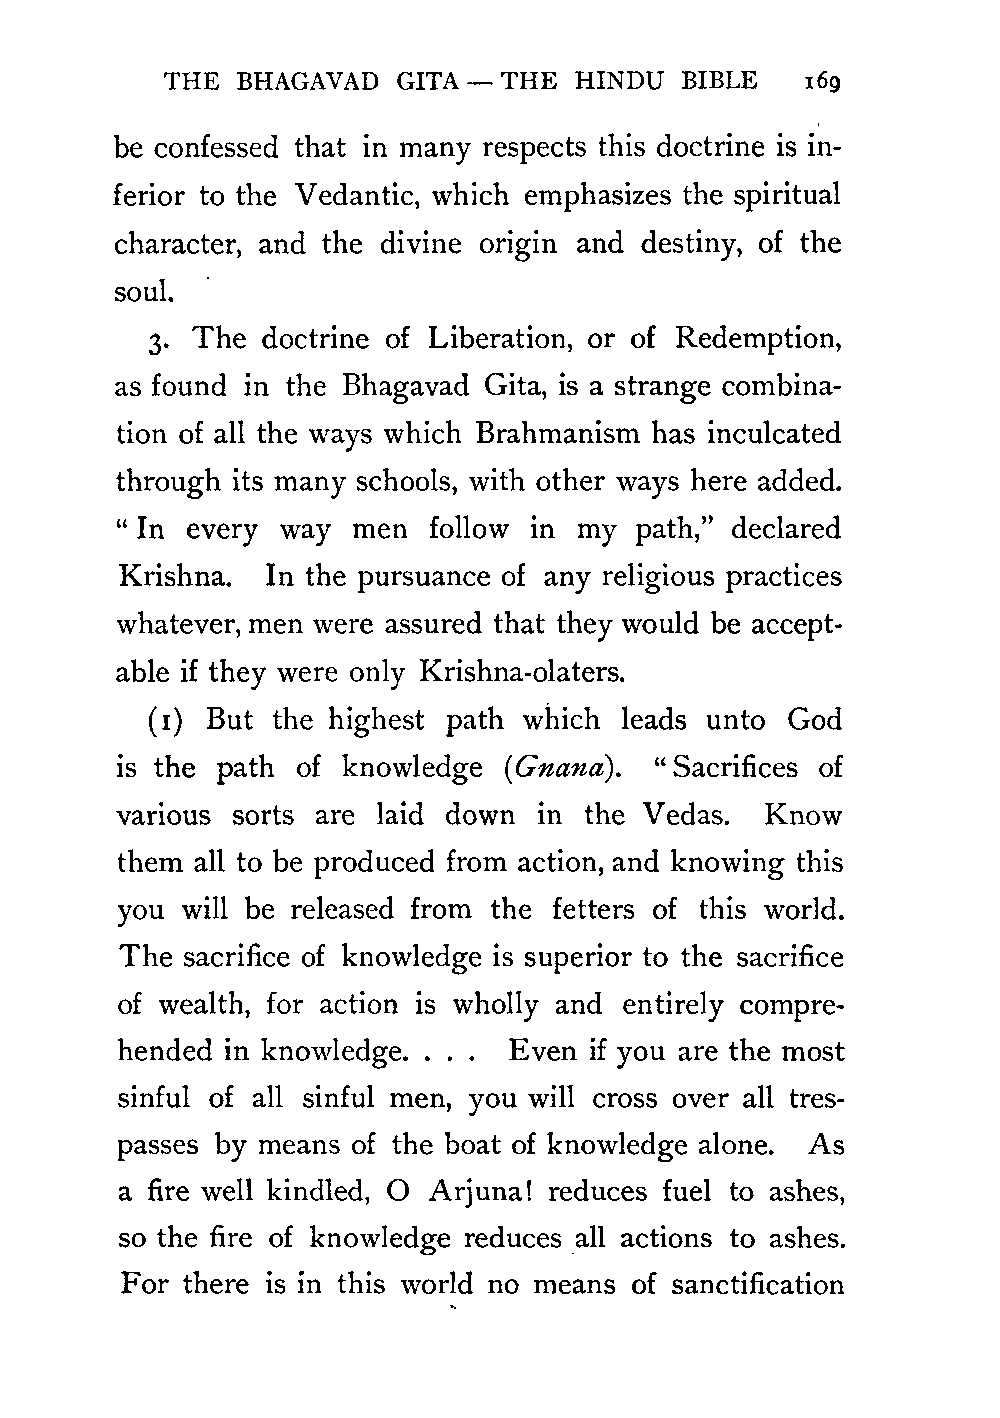 THE BHAGAVAD GITA — THE HINDU BIBLE 169
be confessed that in many respects this doctrine is in-
ferior to the Vedantic, which emphasizes the spiritual
character, and the divine origin and destiny, of the
soul.
3. The doctrine of Liberation, or of Redemption,
as found in the Bhagavad Gita, is a strange combina-
tion of all the ways which Brahmanism has inculcated
through its many schools, with other ways here added.
“In every way men follow in my path,” declared
Krishna. In the pursuance of any religious practices
whatever, men were assured that they would be accept-
able if they were only Krishna-olaters.
(1) But the highest path which leads unto God
is the path of knowledge (Gnana). “Sacrifices of
various sorts are laid down in the Vedas. Know
them all to be produced from action, and knowing this
you will be released from the fetters of this world.
The sacrifice of knowledge is superior to the sacrifice
of wealth, for action is wholly and entirely compre-
hended in knowledge. . . . Even if you are the most
sinful of all sinful men, you will cross over all tres-
passes by means of the boat of knowledge alone. As
a fire well kindled, O Arjuna! reduces fuel to ashes,
so the fire of knowledge reduces all actions to ashes.
For there is in this world no means of sanctification